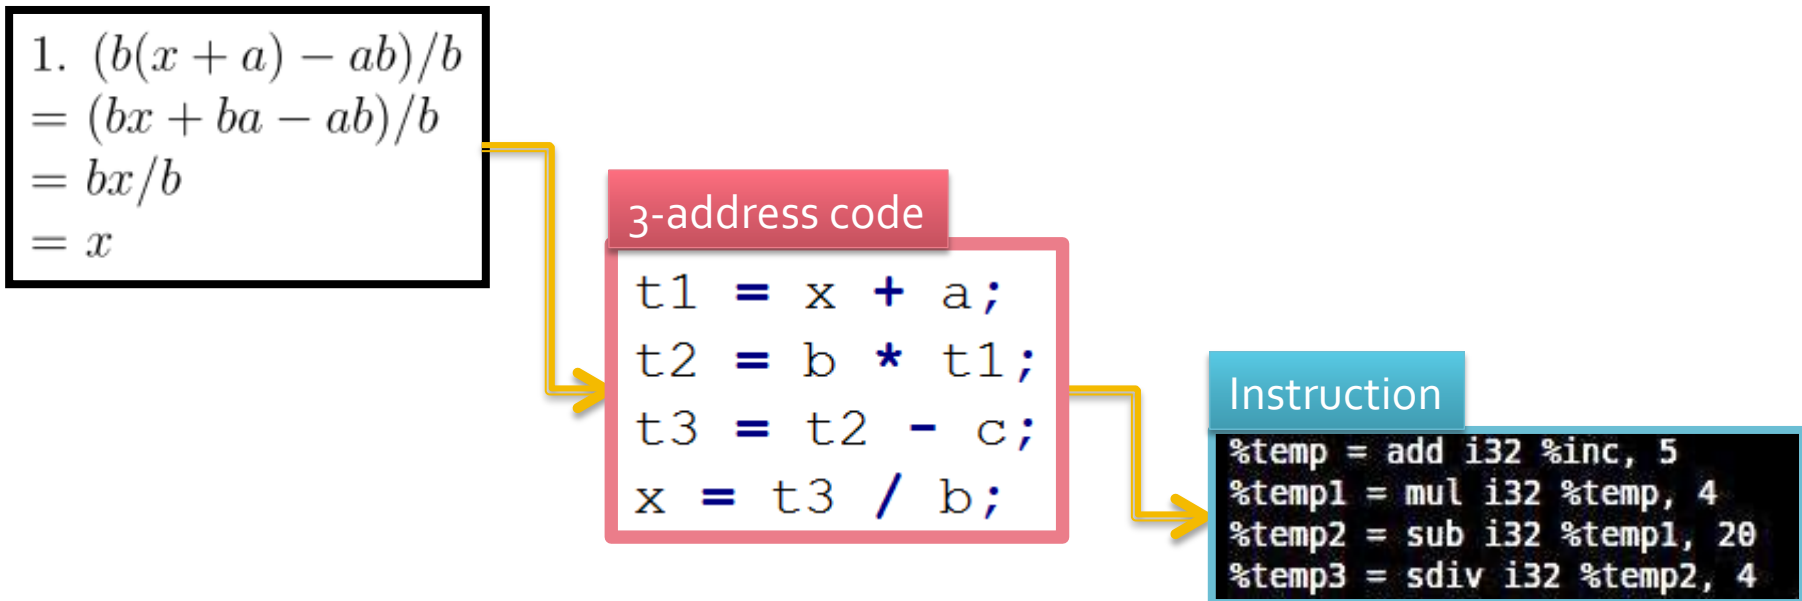 1. (b(x + a) − ab)/b
= (bx + ba − ab)/b
= bx/b
= x
3-address code
t1 = x + a;
t2 = b * t1;
t3 = t2 - c;
x = t3 / b;
Instruction
%temp = add i32 %inc, 5
%temp1 = mul i32 %temp, 4
%temp2 = sub i32 %temp1, 20
%temp3 = sdiv i32 %temp2, 4